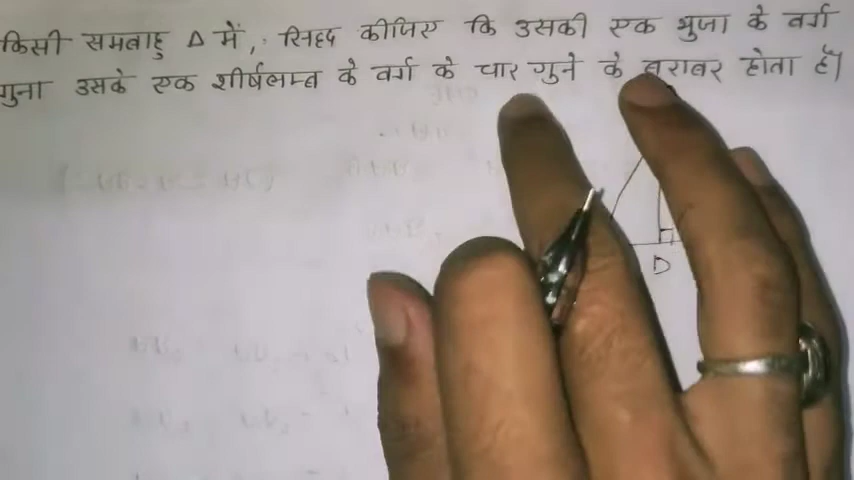 किसी समबाहु Δ में, सिद्ध कीजिए कि उसकी एक भुजा के वर्ग
गुना उसके एक शीर्षलम्ब के वर्ग के चार गुने के बराबर होता है।
D